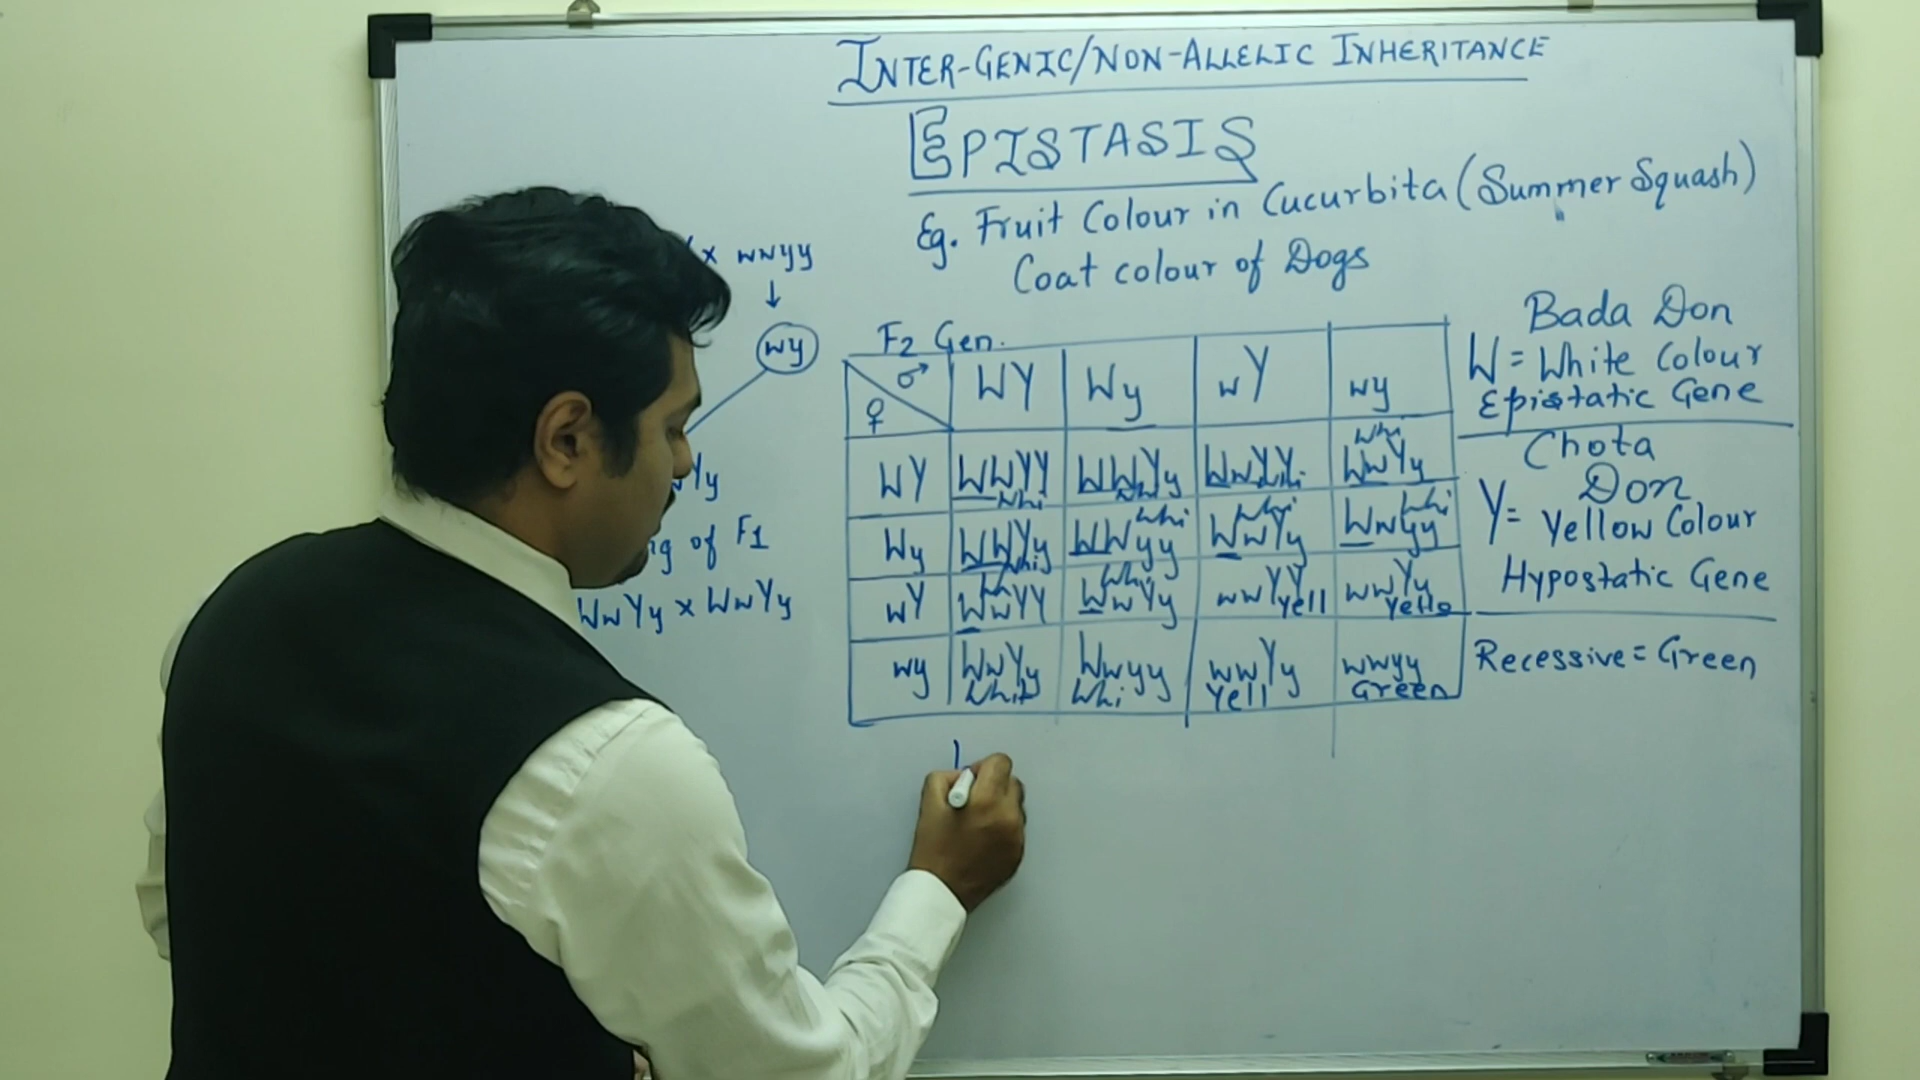 INTER-GENIC/NON-ALLELIC INHERITANCE
EPISTASIS
Eg. Fruit Colour in Cucurbita (Summer Squash)
Coat colour of Dogs
x wwyy
↓
wy
Yy
of F1
WwYy x WwYy
F2 Gen.
♂ WY Wy wY wy
♀
WY WWYY Whi WWYy WwYY WwYy Whi
Wy WWYy Whi WWyy Whi WwYy Whi Wwyy Whi
wY WwYY WwYy Whi wwYY Yell wwYy Yello
wy WwYy Whit Wwyy Whi wwYy Yell wwyy Green
Bada Don
W = White Colour
Epistatic Gene
Chota
Don
Y = Yellow Colour
Hypostatic Gene
Recessive = Green